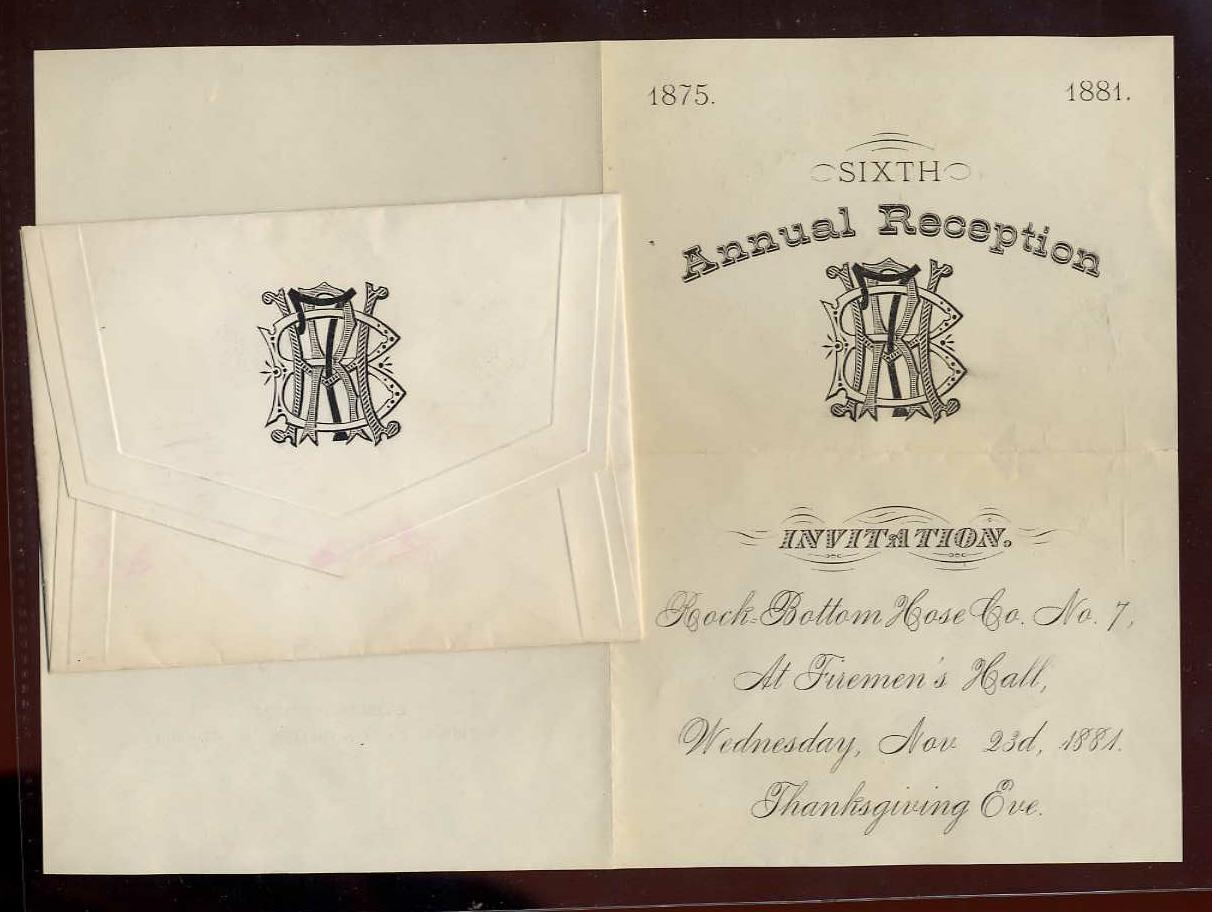 1875. 1881.
SIXTH
Annual Reception
INVITATION.
Rock-Bottom Hose Co. No. 7,
At Firemen's Hall,
Wednesday, Nov 23d, 1881.
Thanksgiving Eve.